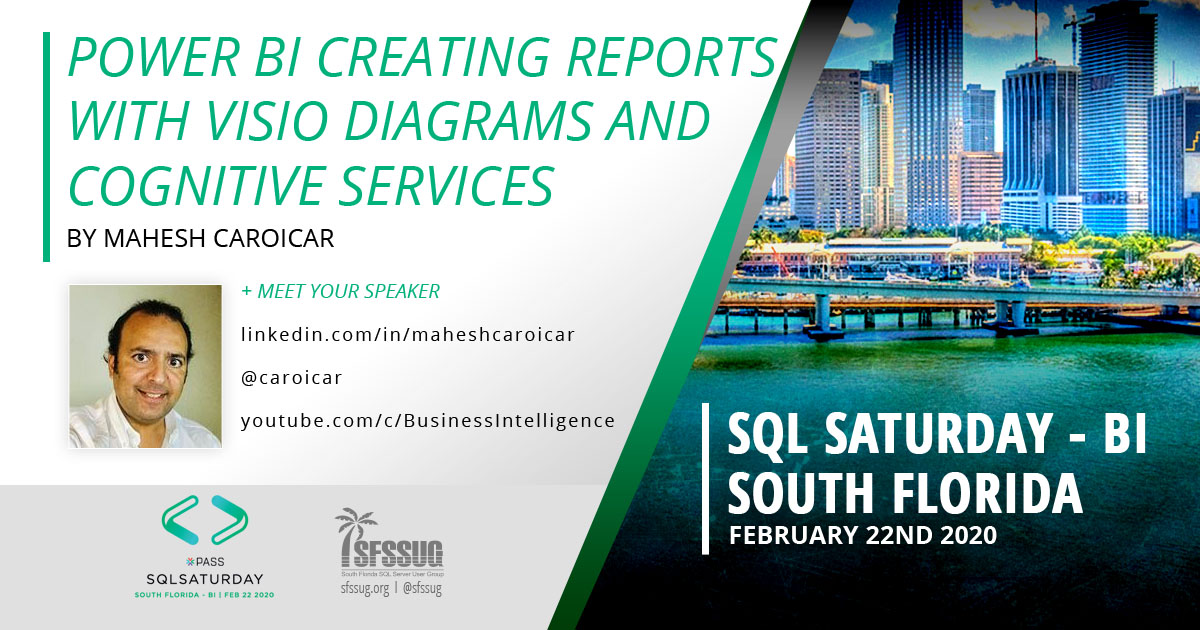 POWER BI CREATING REPORTS
WITH VISIO DIAGRAMS AND
COGNITIVE SERVICES
BY MAHESH CAROICAR
+ MEET YOUR SPEAKER
linkedin.com/in/maheshcaroicar
@caroicar
youtube.com/c/BusinessIntelligence
SQL SATURDAY - BI
SOUTH FLORIDA
FEBRUARY 22ND 2020
PASS
SQLSATURDAY
SOUTH FLORIDA - BI | FEB 22 2020
SFSSUG
South Florida SQL Server User Group
sfssug.org | @sfssug